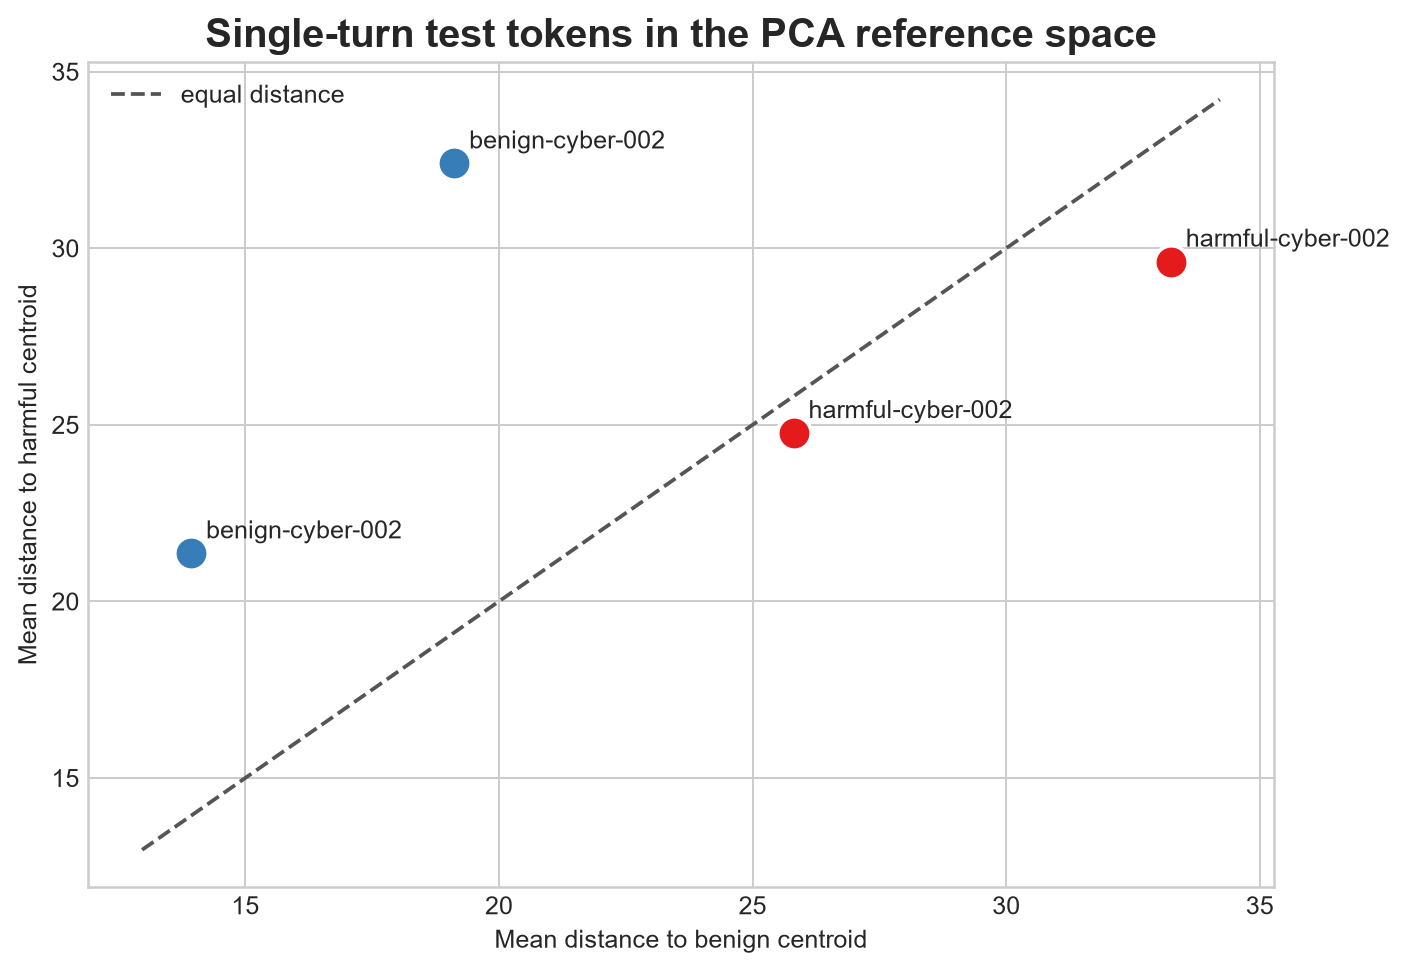 Single-turn test tokens in the PCA reference space
35
equal distance
benign-cyber-002
30
harmful-cyber-002
25
harmful-cyber-002
benign-cyber-002
20
15
Mean distance to harmful centroid
15 20 25 30 35
Mean distance to benign centroid